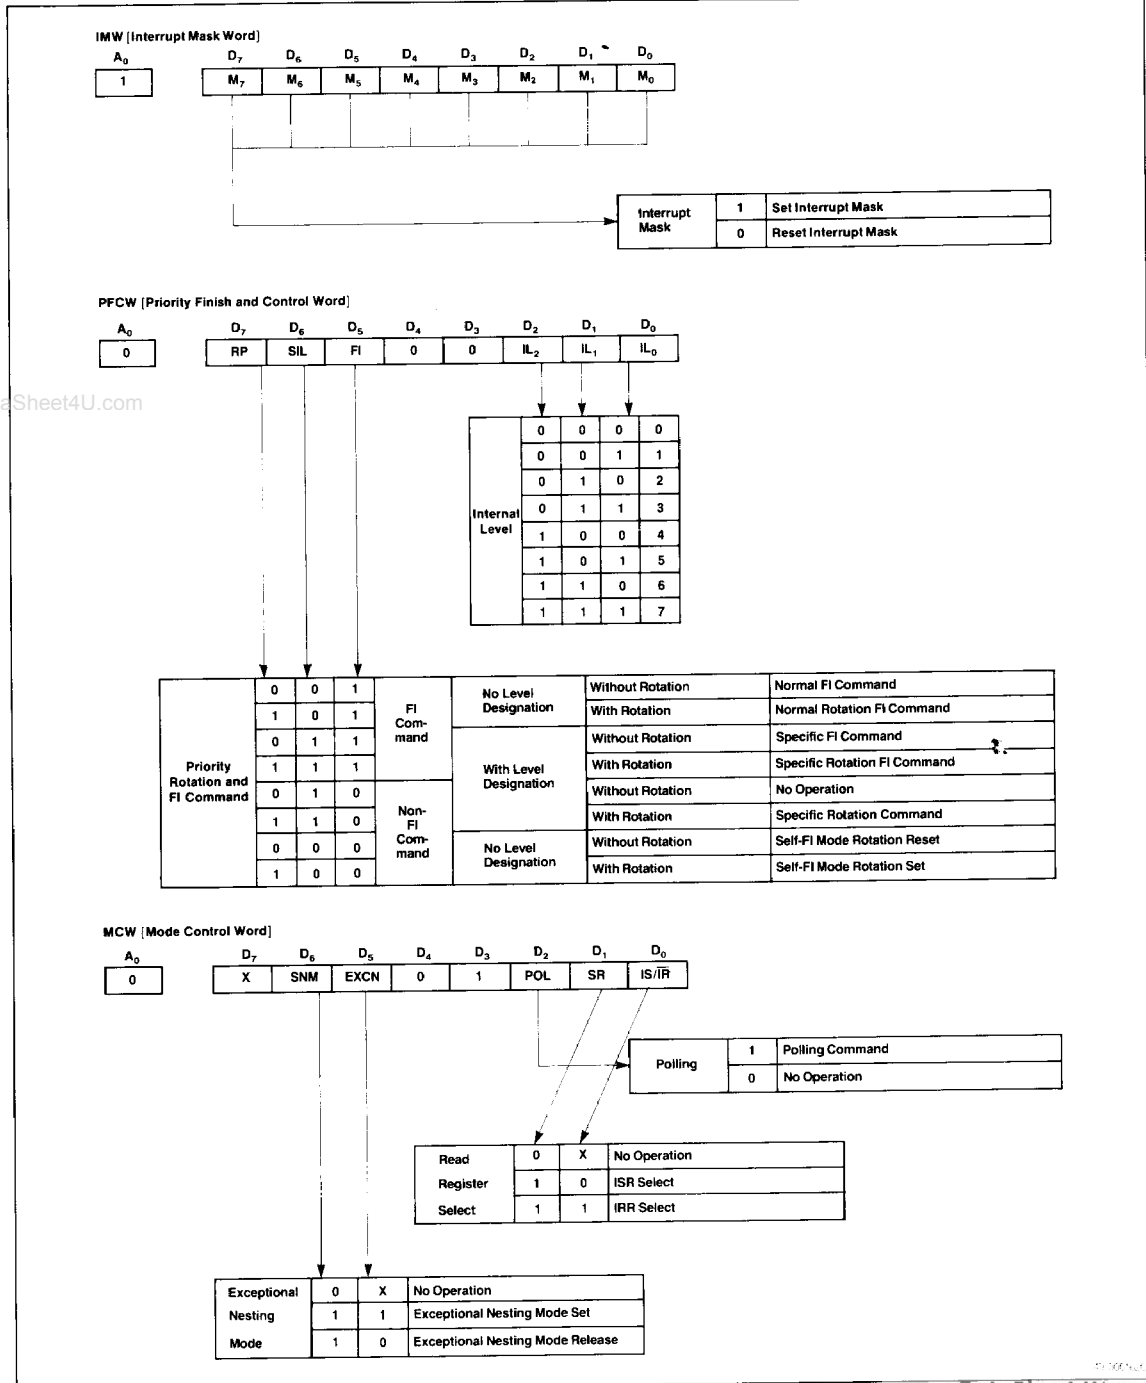 IMW [Interrupt Mask Word]
A0 D7 D6 D5 D4 D3 D2 D1 D0
1 M7 M6 M5 M4 M3 M2 M1 M0
Interrupt Mask
1 Set Interrupt Mask
0 Reset Interrupt Mask
PFCW [Priority Finish and Control Word]
A0 D7 D6 D5 D4 D3 D2 D1 D0
0 RP SIL FI 0 0 IL2 IL1 IL0
aSheet4U.com
Internal Level
0 0 0 0
0 0 1 1
0 1 0 2
0 1 1 3
1 0 0 4
1 0 1 5
1 1 0 6
1 1 1 7
Priority Rotation and FI Command
FI Com-mand
Non-FI Com-mand
No Level Designation
With Level Designation
No Level Designation
0 0 1 Without Rotation Normal FI Command
1 0 1 With Rotation Normal Rotation FI Command
0 1 1 Without Rotation Specific FI Command
1 1 1 With Rotation Specific Rotation FI Command
0 1 0 Without Rotation No Operation
1 1 0 With Rotation Specific Rotation Command
0 0 0 Without Rotation Self-FI Mode Rotation Reset
1 0 0 With Rotation Self-FI Mode Rotation Set
MCW [Mode Control Word]
A0 D7 D6 D5 D4 D3 D2 D1 D0
0 X SNM EXCN 0 1 POL SR IS/I̅R̅
Polling
1 Polling Command
0 No Operation
Read Register Select
0 X No Operation
1 0 ISR Select
1 1 IRR Select
Exceptional Nesting Mode
0 X No Operation
1 1 Exceptional Nesting Mode Set
1 0 Exceptional Nesting Mode Release